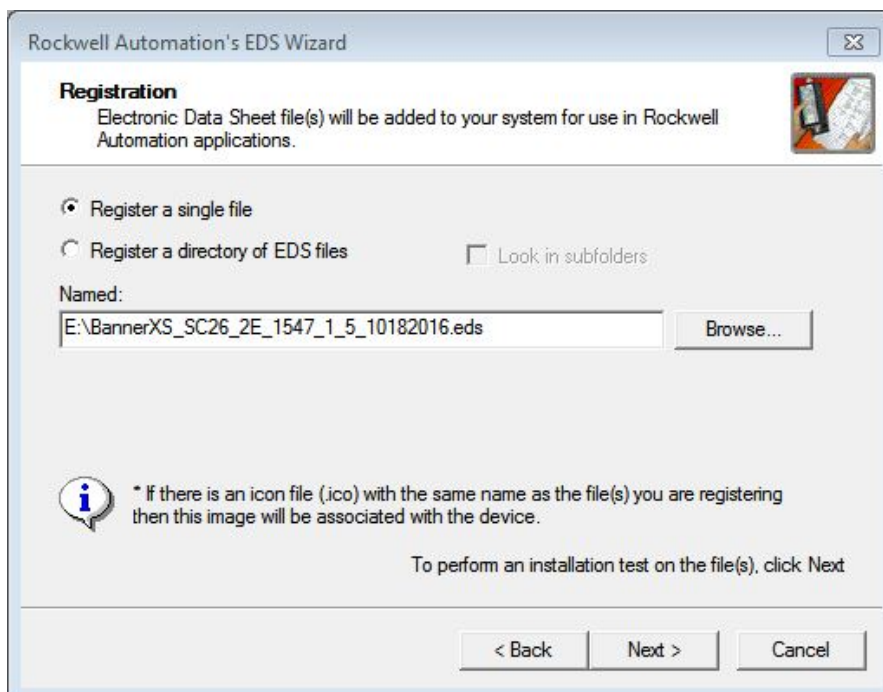 Rockwell Automation's EDS Wizard
Registration
Electronic Data Sheet file(s) will be added to your system for use in Rockwell
Automation applications.
Register a single file
Register a directory of EDS files
Look in subfolders
Named:
E:\BannerXS_SC26_2E_1547_1_5_10182016.eds
Browse...
* If there is an icon file (.ico) with the same name as the file(s) you are registering
then this image will be associated with the device.
To perform an installation test on the file(s), click Next
< Back
Next >
Cancel